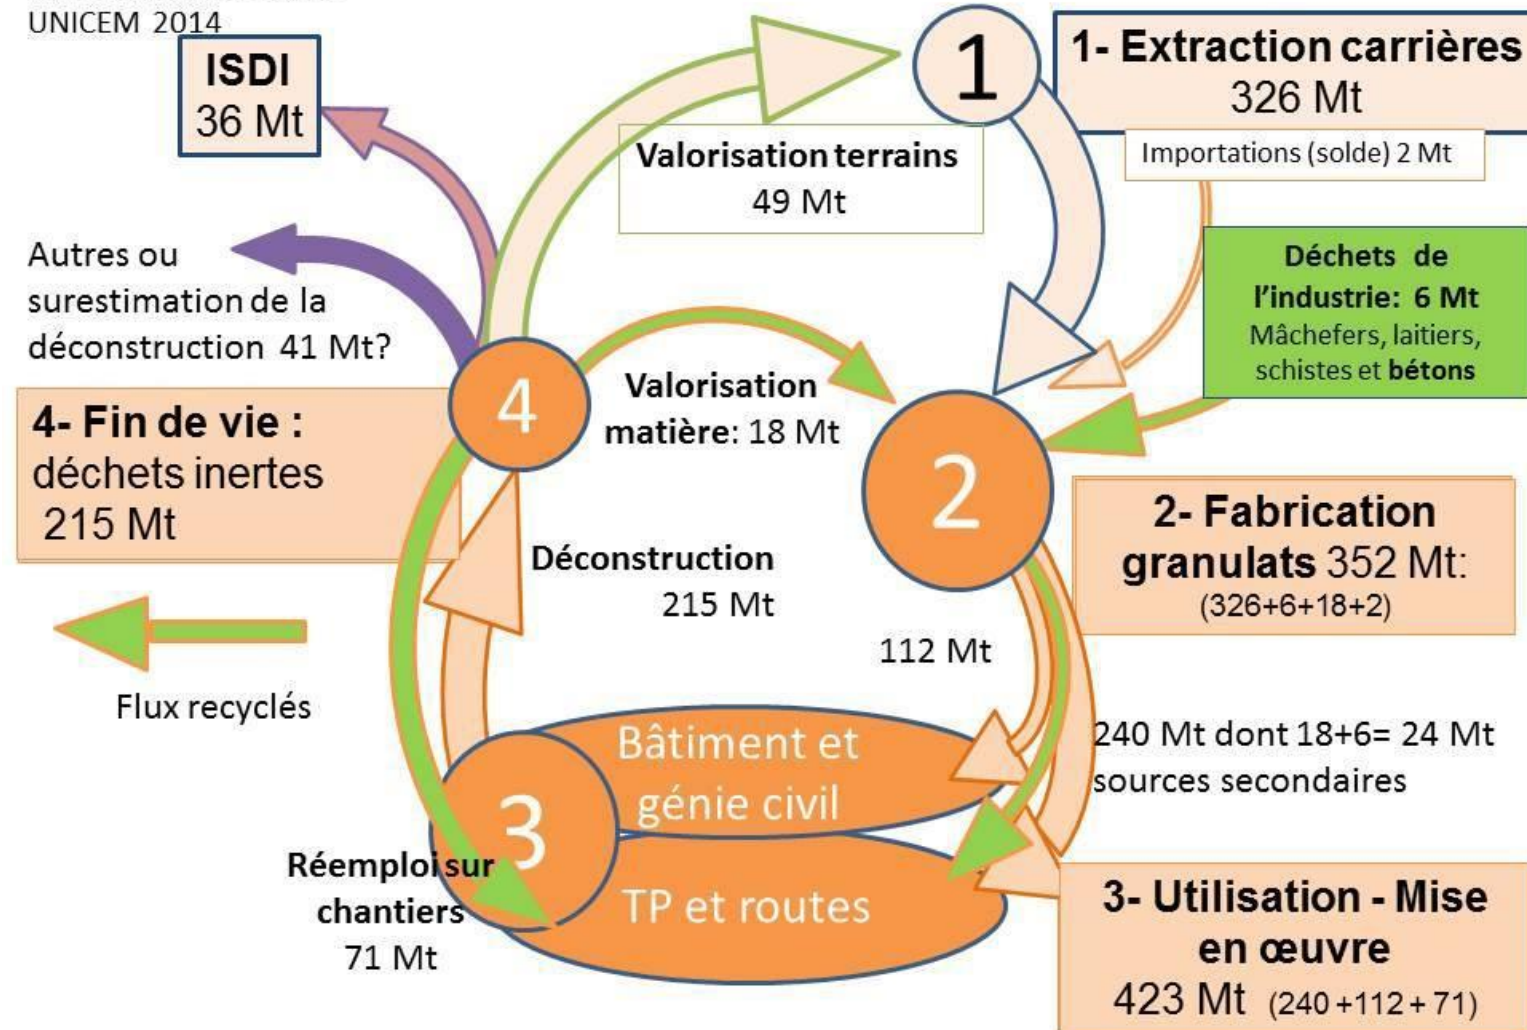 UNICEM 2014
ISDI
36 Mt
1
1- Extraction carrières
326 Mt
Importations (solde) 2 Mt
Valorisation terrains
49 Mt
Déchets de
l'industrie: 6 Mt
Mâchefers, laitiers,
schistes et bétons
Autres ou
surestimation de la
déconstruction 41 Mt?
4
Valorisation
matière: 18 Mt
4- Fin de vie :
déchets inertes
215 Mt
2
2- Fabrication
granulats 352 Mt:
(326+6+18+2)
Déconstruction
215 Mt
112 Mt
Flux recyclés
240 Mt dont 18+6= 24 Mt
sources secondaires
Bâtiment et
génie civil
3
Réemploi sur
chantiers
71 Mt
TP et routes
3- Utilisation - Mise
en œuvre
423 Mt (240 +112 + 71)